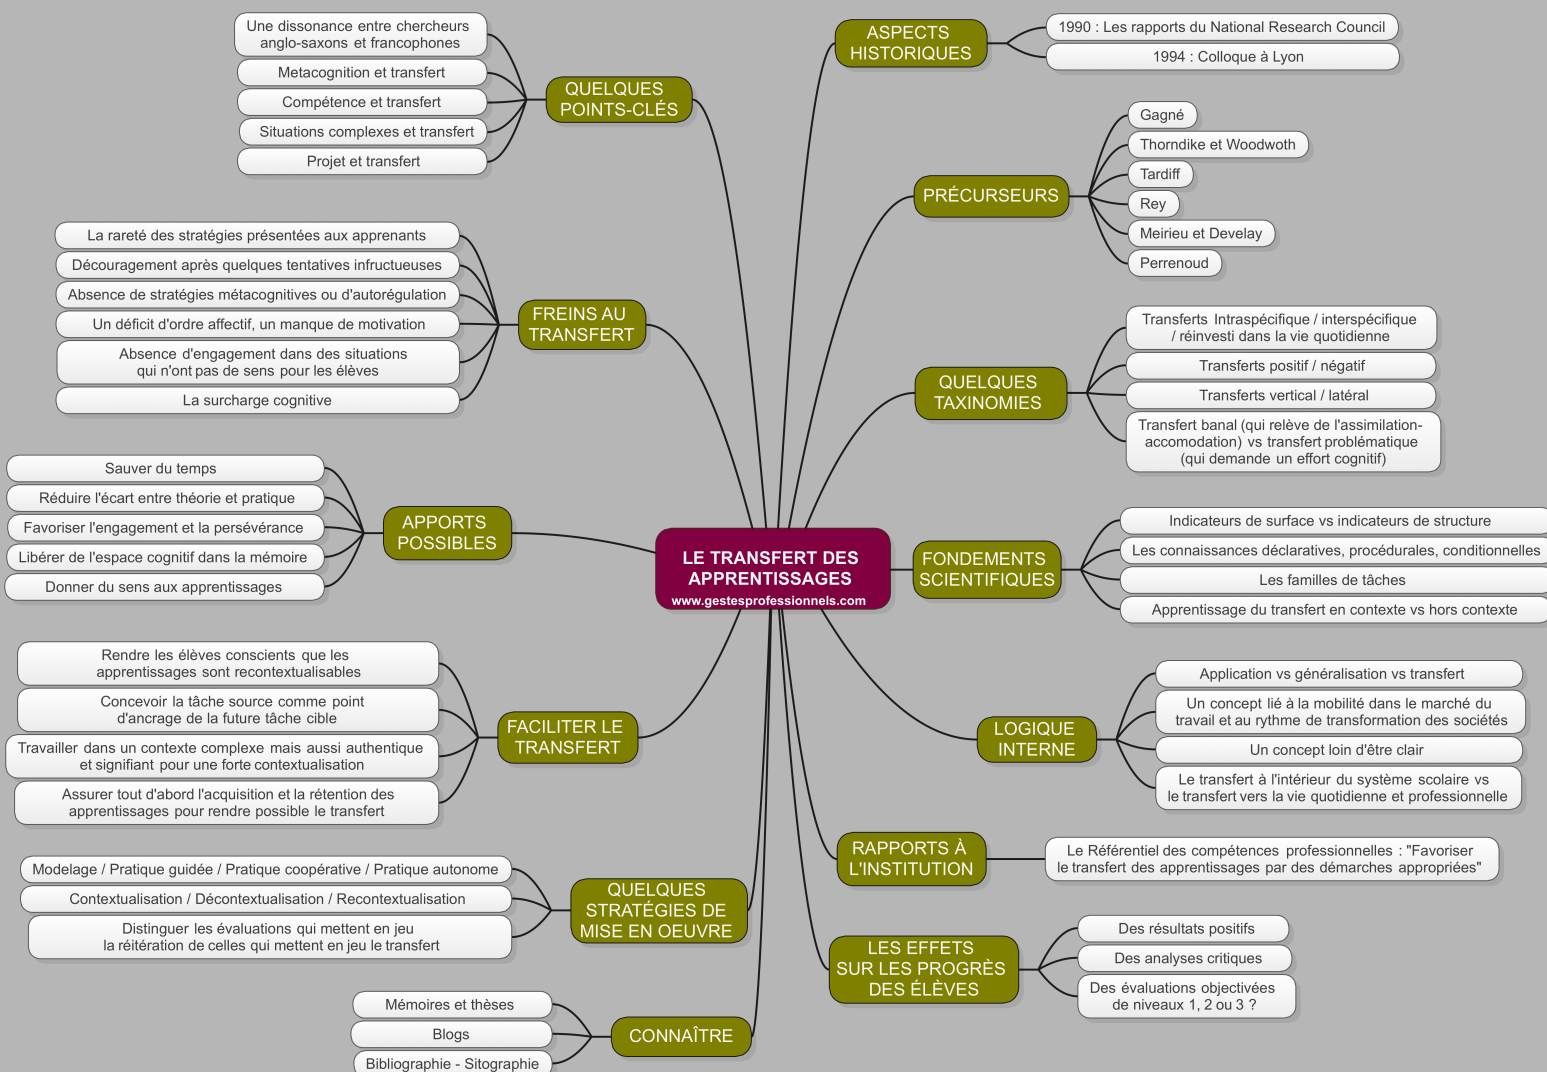 LE TRANSFERT DES
APPRENTISSAGES
www.gestesprofessionnels.com
ASPECTS
HISTORIQUES
1990 : Les rapports du National Research Council
1994 : Colloque à Lyon
PRÉCURSEURS
Gagné
Thorndike et Woodwoth
Tardiff
Rey
Meirieu et Develay
Perrenoud
QUELQUES
TAXINOMIES
Transferts Intraspécifique / interspécifique
/ réinvesti dans la vie quotidienne
Transferts positif / négatif
Transferts vertical / latéral
Transfert banal (qui relève de l'assimilation-
accomodation) vs transfert problématique
(qui demande un effort cognitif)
FONDEMENTS
SCIENTIFIQUES
Indicateurs de surface vs indicateurs de structure
Les connaissances déclaratives, procédurales, conditionnelles
Les familles de tâches
Apprentissage du transfert en contexte vs hors contexte
LOGIQUE
INTERNE
Application vs généralisation vs transfert
Un concept lié à la mobilité dans le marché du
travail et au rythme de transformation des sociétés
Un concept loin d'être clair
Le transfert à l'intérieur du système scolaire vs
le transfert vers la vie quotidienne et professionnelle
RAPPORTS À
L'INSTITUTION
Le Référentiel des compétences professionnelles : "Favoriser
le transfert des apprentissages par des démarches appropriées"
LES EFFETS
SUR LES PROGRÈS
DES ÉLÈVES
Des résultats positifs
Des analyses critiques
Des évaluations objectivées
de niveaux 1, 2 ou 3 ?
QUELQUES
POINTS-CLÉS
Une dissonance entre chercheurs
anglo-saxons et francophones
Metacognition et transfert
Compétence et transfert
Situations complexes et transfert
Projet et transfert
FREINS AU
TRANSFERT
La rareté des stratégies présentées aux apprenants
Découragement après quelques tentatives infructueuses
Absence de stratégies métacognitives ou d'autorégulation
Un déficit d'ordre affectif, un manque de motivation
Absence d'engagement dans des situations
qui n'ont pas de sens pour les élèves
La surcharge cognitive
APPORTS
POSSIBLES
Sauver du temps
Réduire l'écart entre théorie et pratique
Favoriser l'engagement et la persévérance
Libérer de l'espace cognitif dans la mémoire
Donner du sens aux apprentissages
FACILITER LE
TRANSFERT
Rendre les élèves conscients que les
apprentissages sont recontextualisables
Concevoir la tâche source comme point
d'ancrage de la future tâche cible
Travailler dans un contexte complexe mais aussi authentique
et signifiant pour une forte contextualisation
Assurer tout d'abord l'acquisition et la rétention des
apprentissages pour rendre possible le transfert
QUELQUES
STRATÉGIES DE
MISE EN OEUVRE
Modelage / Pratique guidée / Pratique coopérative / Pratique autonome
Contextualisation / Décontextualisation / Recontextualisation
Distinguer les évaluations qui mettent en jeu
la réitération de celles qui mettent en jeu le transfert
CONNAÎTRE
Mémoires et thèses
Blogs
Bibliographie - Sitographie